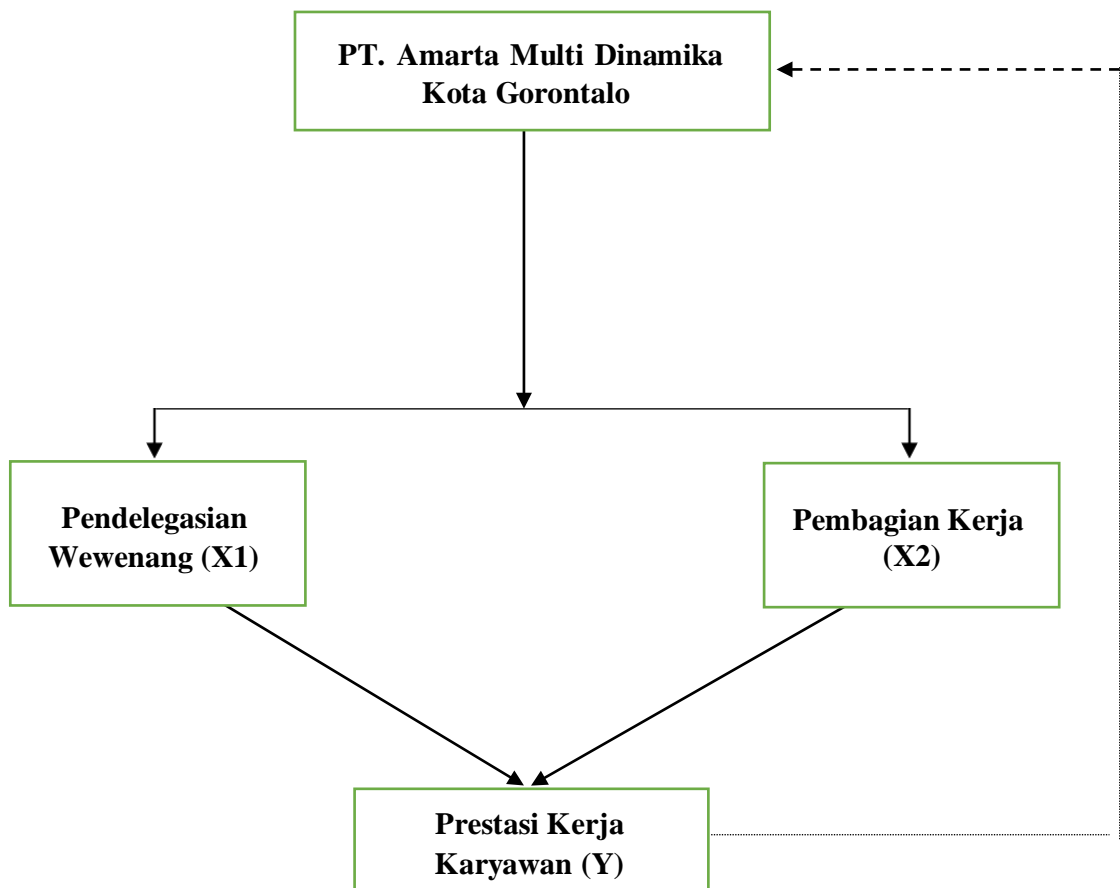 PT. Amarta Multi Dinamika
Kota Gorontalo
Pendelegasian
Wewenang (X1)
Pembagian Kerja
(X2)
Prestasi Kerja
Karyawan (Y)